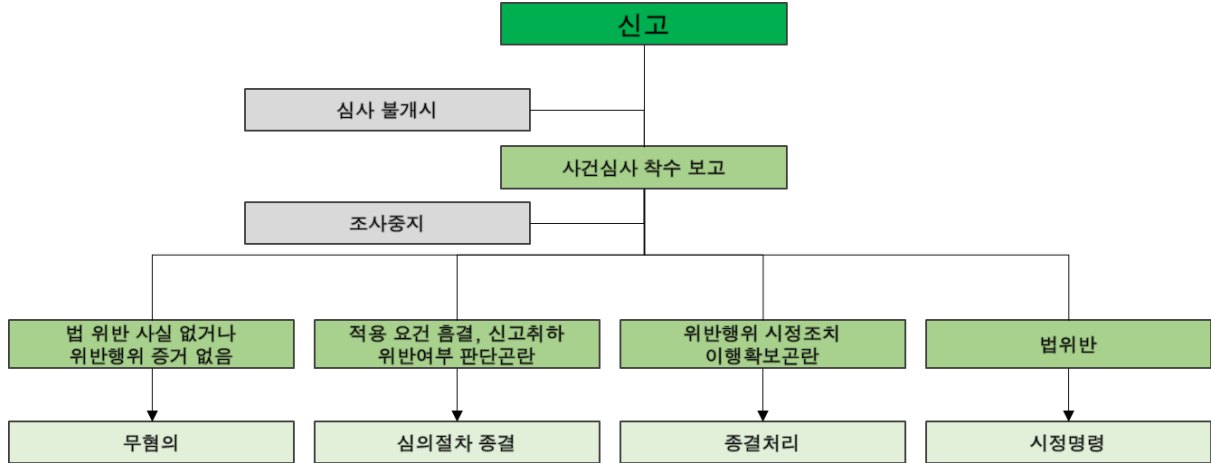 신고
심사 불개시
사건심사 착수 보고
조사중지
법 위반 사실 없거나
위반행위 증거 없음
적용 요건 흠결, 신고취하
위반여부 판단곤란
위반행위 시정조치
이행확보곤란
법위반
무혐의
심의절차 종결
종결처리
시정명령